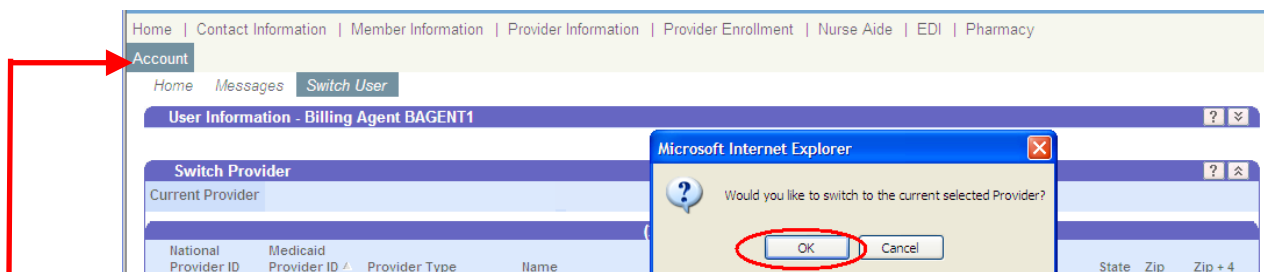 Home | Contact Information | Member Information | Provider Information | Provider Enrollment | Nurse Aide | EDI | Pharmacy
Account
Home Messages Switch User
User Information - Billing Agent BAGENT1 ?
Microsoft Internet Explorer
Switch Provider ?
Current Provider
Would you like to switch to the current selected Provider?
OK Cancel
National Provider ID Medicaid Provider ID Provider Type Name State Zip Zip + 4